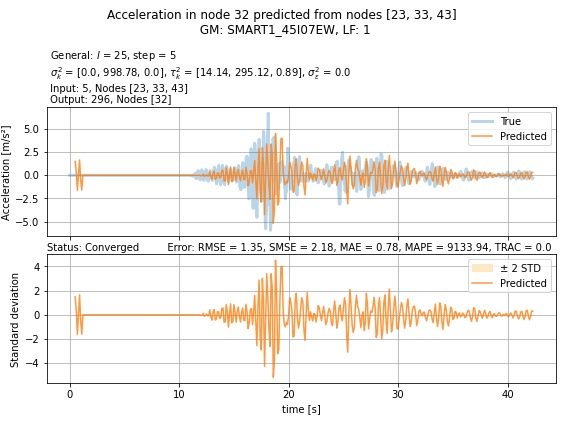 Acceleration in node 32 predicted from nodes [23, 33, 43]
GM: SMART1_45I07EW, LF: 1
General: l = 25, step = 5
σ²ₖ = [0.0, 998.78, 0.0], τ²ₖ = [14.14, 295.12, 0.89], σ²ₑ = 0.0
Input: 5, Nodes [23, 33, 43]
Output: 296, Nodes [32]
Acceleration [m/s²]
5.0
2.5
0.0
−2.5
−5.0
True
Predicted
Status: Converged Error: RMSE = 1.35, SMSE = 2.18, MAE = 0.78, MAPE = 9133.94, TRAC = 0.0
Standard deviation
4
2
0
−2
−4
± 2 STD
Predicted
0 10 20 30 40
time [s]